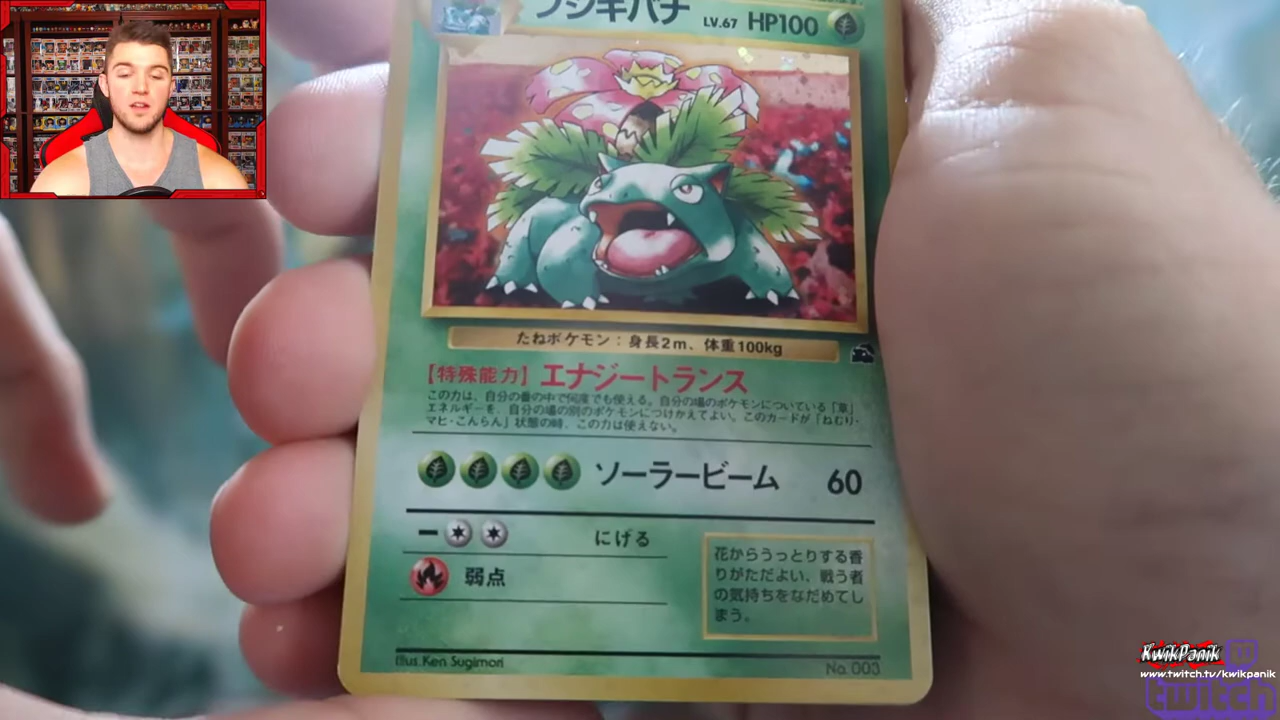 フシギバナ LV.67 HP100
たねポケモン：身長2m、体重100kg
【特殊能力】エナジートランス
この力は、自分の番の中で何度でも使える。自分の場のポケモンについている「草」
エネルギーを、自分の場の別のポケモンにつけかえてよい。このカードが「ねむり・
マヒ・こんらん」状態の時、この力は使えない。
ソーラービーム 60
にげる
弱点
花からうっとりする香
りがただよい、戦う者
の気持ちをなだめてし
まう。
Illus.Ken Sugimori
No.003
KwikPanik
www.twitch.tv/kwikpanik
twitch